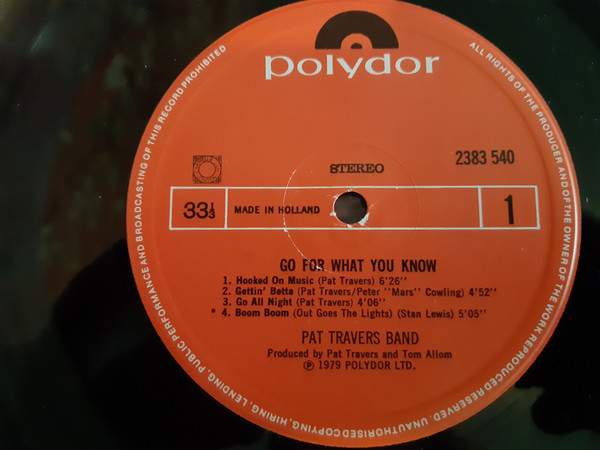 polydor
ALL RIGHTS OF THE PRODUCER AND OF THE OWNER OF THE WORK REPRODUCED RESERVED. UNAUTHORISED COPYING, HIRING, LENDING, PUBLIC PERFORMANCE AND BROADCASTING OF THIS RECORD PROHIBITED
STEREO
2383 540
33⅓
MADE IN HOLLAND
1
GO FOR WHAT YOU KNOW
1. Hooked On Music (Pat Travers) 6'26''
2. Gettin' Betta (Pat Travers/Peter ''Mars'' Cowling) 4'52''
3. Go All Night (Pat Travers) 4'06''
* 4. Boom Boom (Out Goes The Lights) (Stan Lewis) 5'05''
PAT TRAVERS BAND
Produced by Pat Travers and Tom Allom
℗ 1979 POLYDOR LTD.